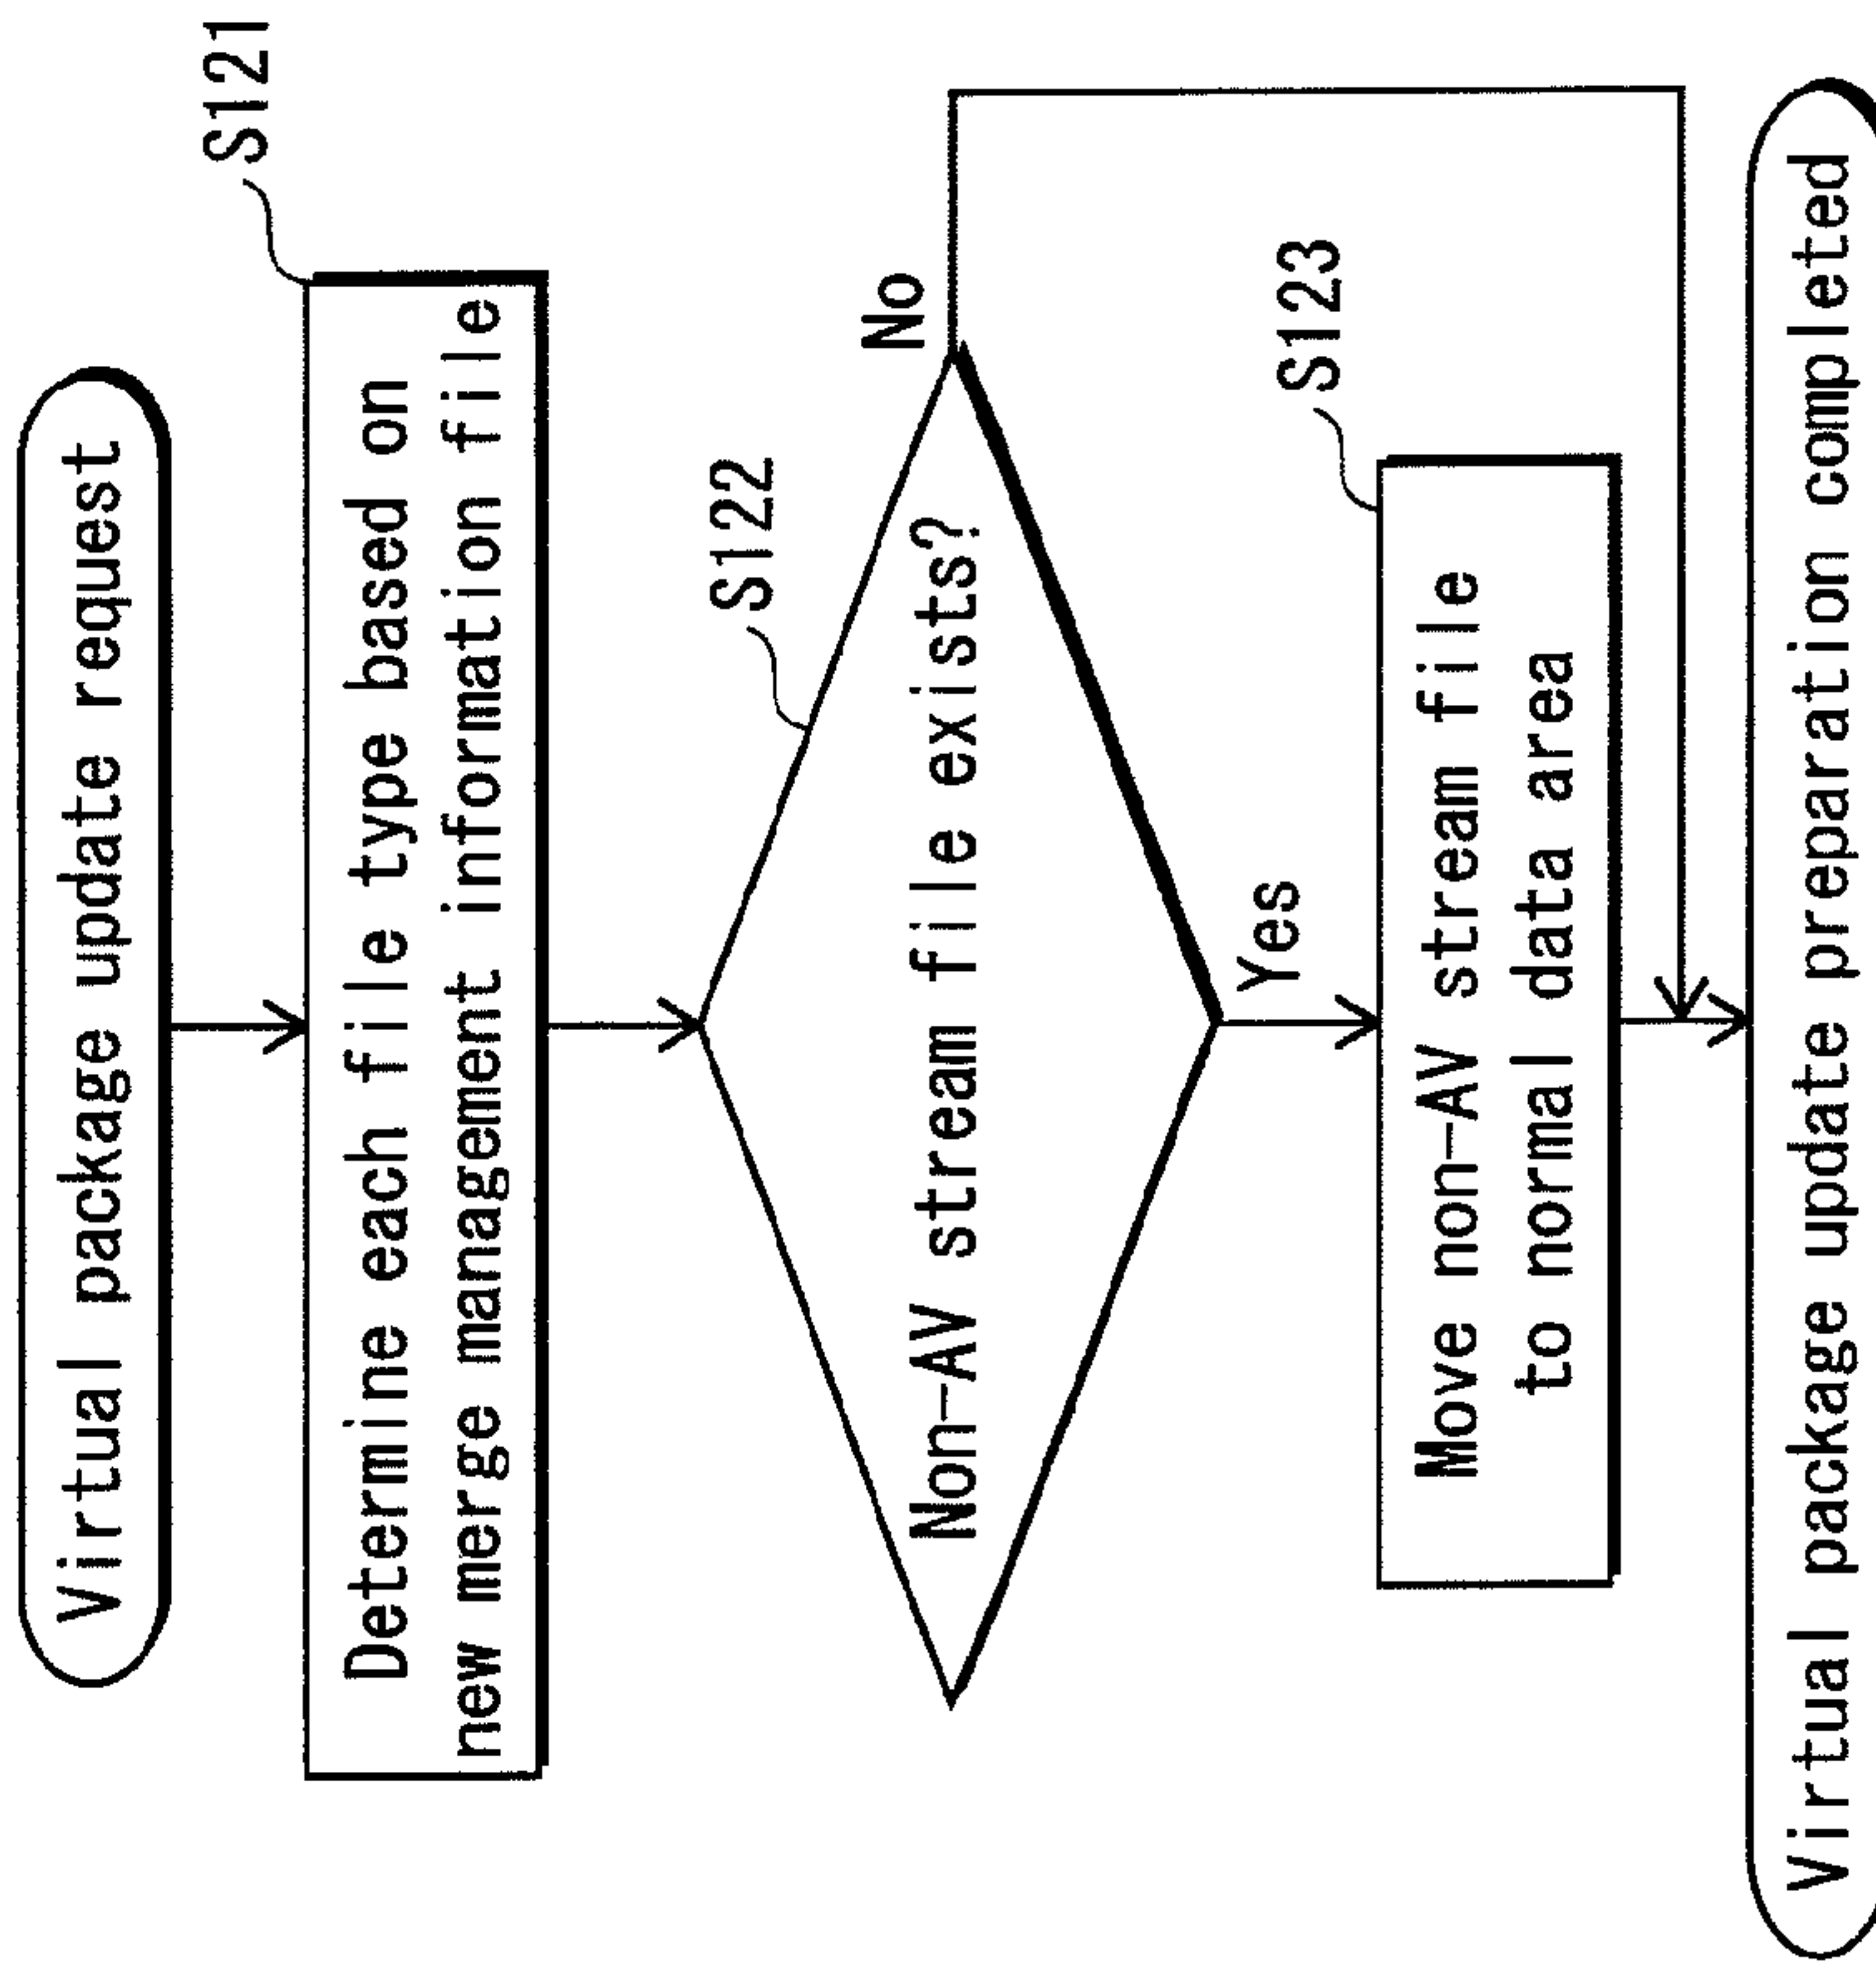 Virtual package update request
S121
Determine each file type based on
new merge management information file
S122
Non-AV stream file exists?
No
Yes
S123
Move non-AV stream file
to normal data area
Virtual package update preparation completed